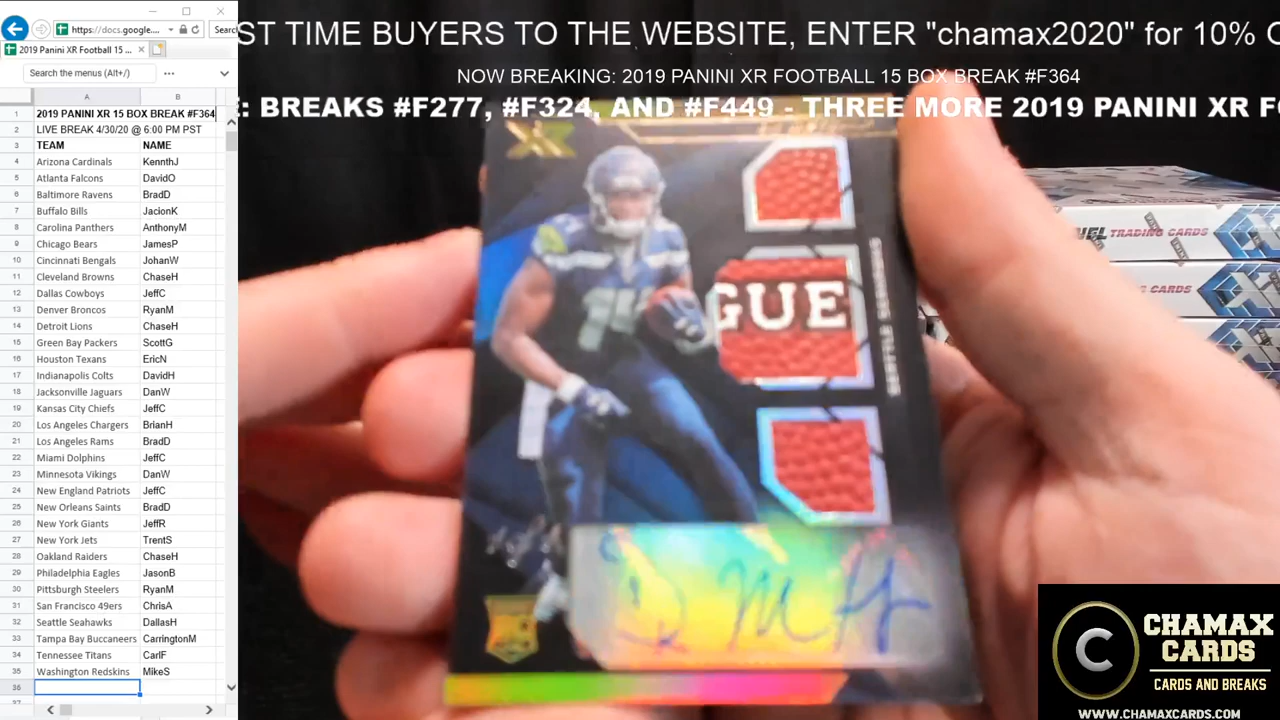 https://docs.google....
Searc
2019 Panini XR Football 15 ...
Search the menus (Alt+/)
A B
1 2019 PANINI XR 15 BOX BREAK #F364
2 LIVE BREAK 4/30/20 @ 6:00 PM PST
3 TEAM NAME
4 Arizona Cardinals KennthJ
5 Atlanta Falcons DavidO
6 Baltimore Ravens BradD
7 Buffalo Bills JacionK
8 Carolina Panthers AnthonyM
9 Chicago Bears JamesP
10 Cincinnati Bengals JohanW
11 Cleveland Browns ChaseH
12 Dallas Cowboys JeffC
13 Denver Broncos RyanM
14 Detroit Lions ChaseH
15 Green Bay Packers ScottG
16 Houston Texans EricN
17 Indianapolis Colts DavidH
18 Jacksonville Jaguars DanW
19 Kansas City Chiefs JeffC
20 Los Angeles Chargers BrianH
21 Los Angeles Rams BradD
22 Miami Dolphins JeffC
23 Minnesota Vikings DanW
24 New England Patriots JeffC
25 New Orleans Saints BradD
26 New York Giants JeffR
27 New York Jets TrentS
28 Oakland Raiders ChaseH
29 Philadelphia Eagles JasonB
30 Pittsburgh Steelers RyanM
31 San Francisco 49ers ChrisA
32 Seattle Seahawks DallasH
33 Tampa Bay Buccaneers CarringtonM
34 Tennessee Titans CarlF
35 Washington Redskins MikeS
36
ST TIME BUYERS TO THE WEBSITE, ENTER "chamax2020" for 10% O
NOW BREAKING: 2019 PANINI XR FOOTBALL 15 BOX BREAK #F364
E: BREAKS #F277, #F324, AND #F449 - THREE MORE 2019 PANINI XR FO
XR
GUE
14
SEATTLE SEAHAWKS
TRADING CARDS
CARDS
C
CHAMAX
CARDS
CARDS AND BREAKS
WWW.CHAMAXCARDS.COM